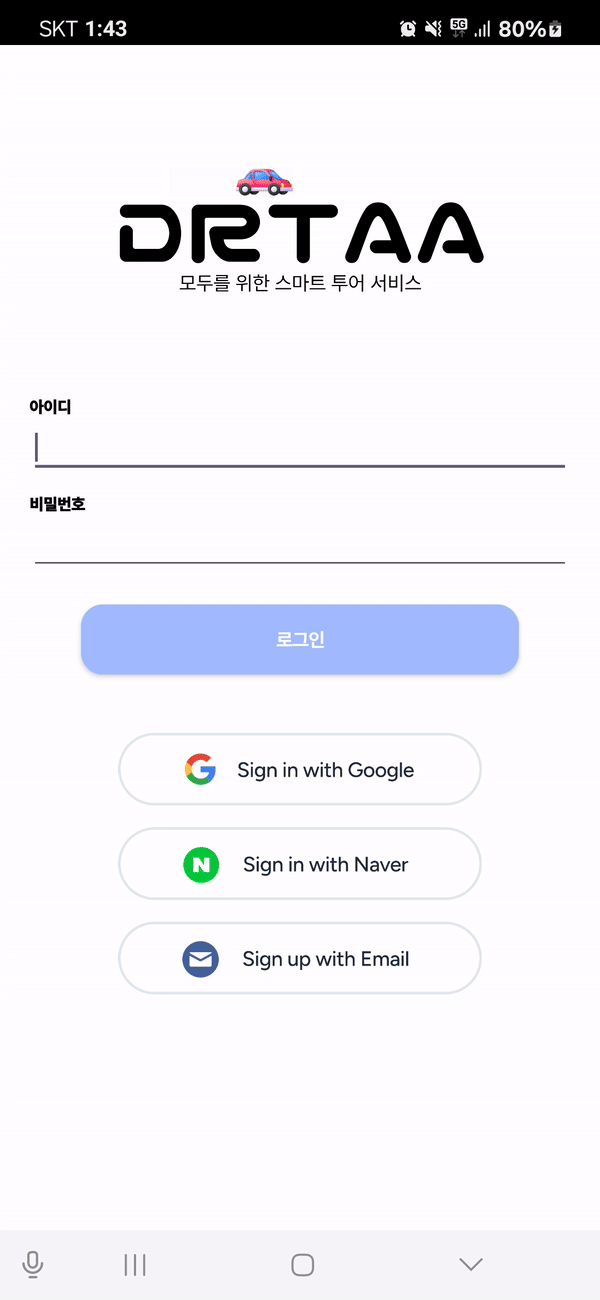 SKT 1:43 5G 80%
DRTAA
모두를 위한 스마트 투어 서비스
아이디
비밀번호
로그인
Sign in with Google
Sign in with Naver
Sign up with Email